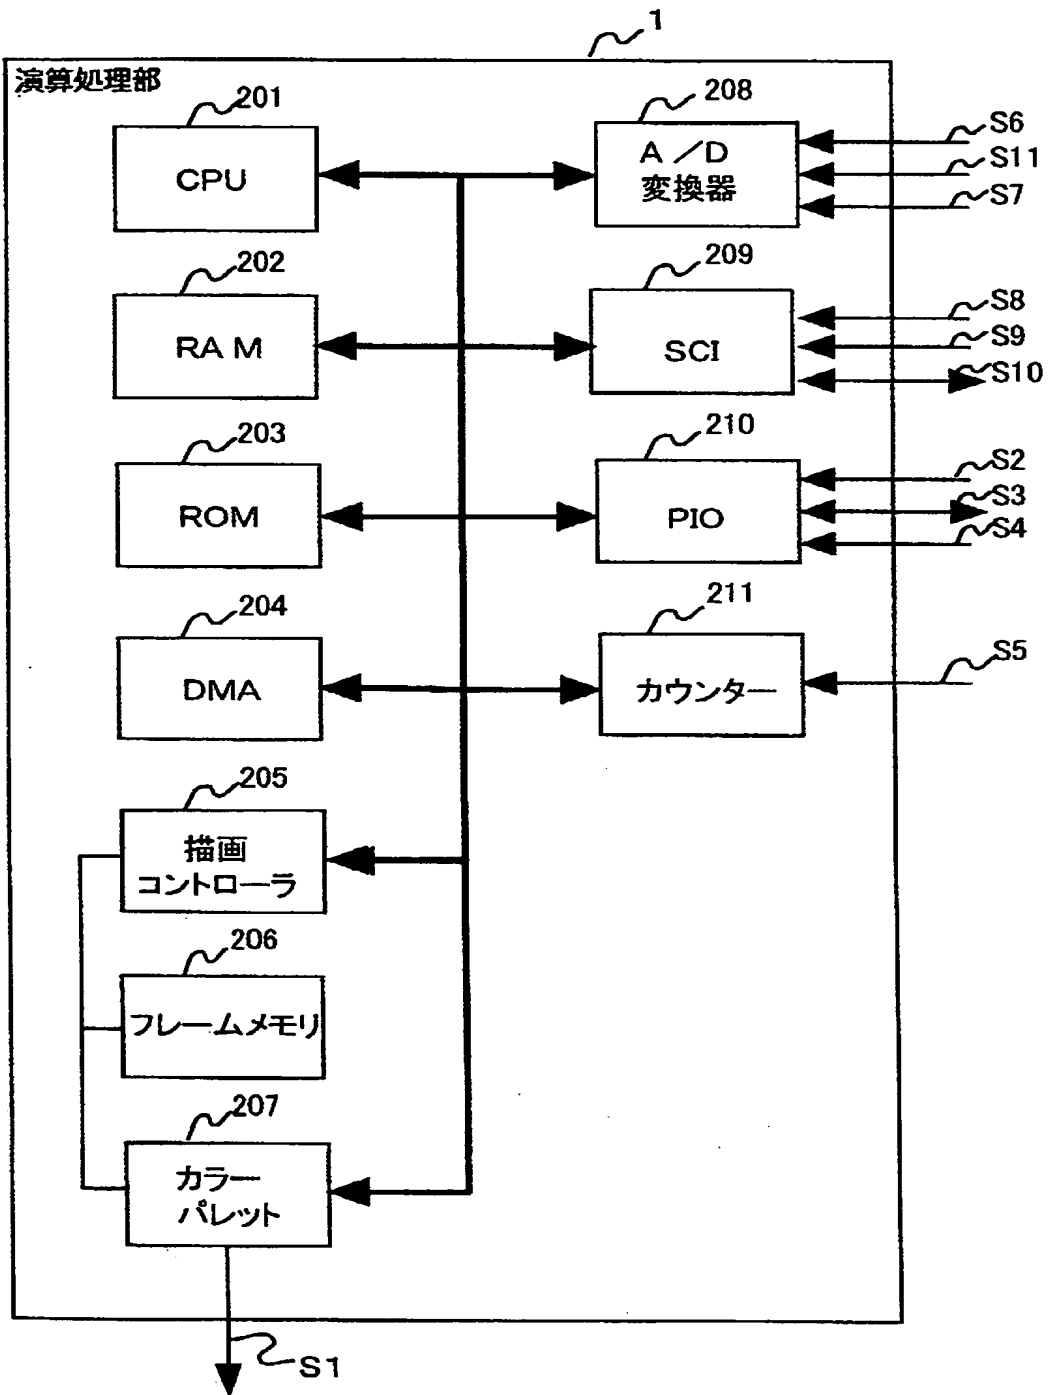 1
演算処理部
201
CPU
208
A／D
変換器
S6
S11
S7
202
RAM
209
SCI
S8
S9
S10
203
ROM
210
PIO
S2
S3
S4
204
DMA
211
カウンター
S5
205
描画
コントローラ
206
フレームメモリ
207
カラー
パレット
S1